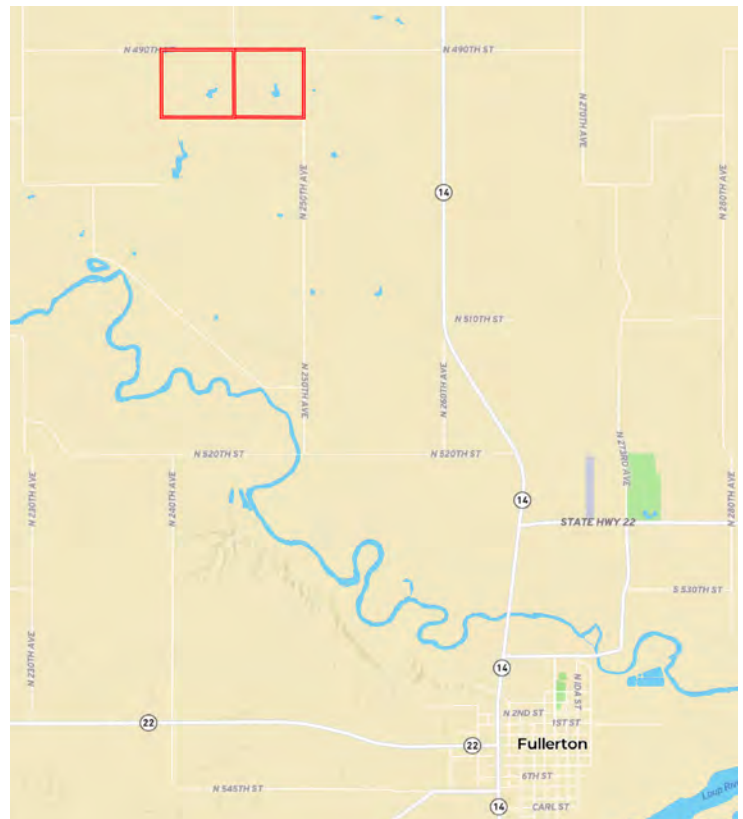 N 490TH ST
N 490TH ST
N 270TH AVE
N 250TH AVE
N 280TH AVE
14
N 510TH ST
N 250TH AVE
N 260TH AVE
N 520TH ST
N 520TH ST
N 273RD AVE
N 230TH AVE
N 240TH AVE
14
N 280TH AVE
STATE HWY 22
S 530TH ST
N 230TH AVE
14
N IDA ST
N 2ND ST
1ST ST
22
22
Fullerton
6TH ST
N 545TH ST
Loup Riv
14
CARL ST